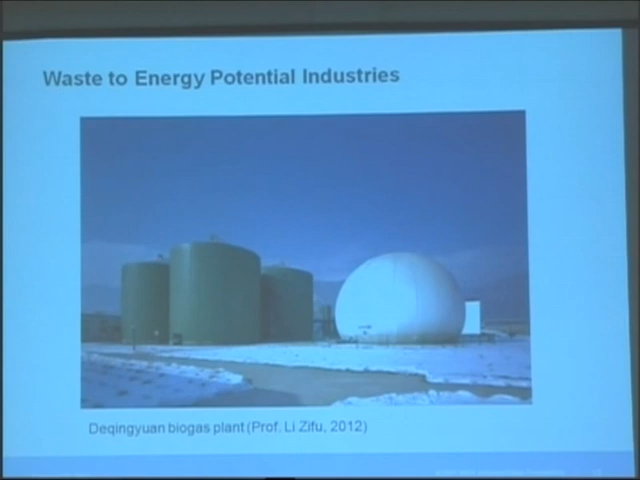 Waste to Energy Potential Industries
Deqingyuan biogas plant (Prof. Li Zifu, 2012)